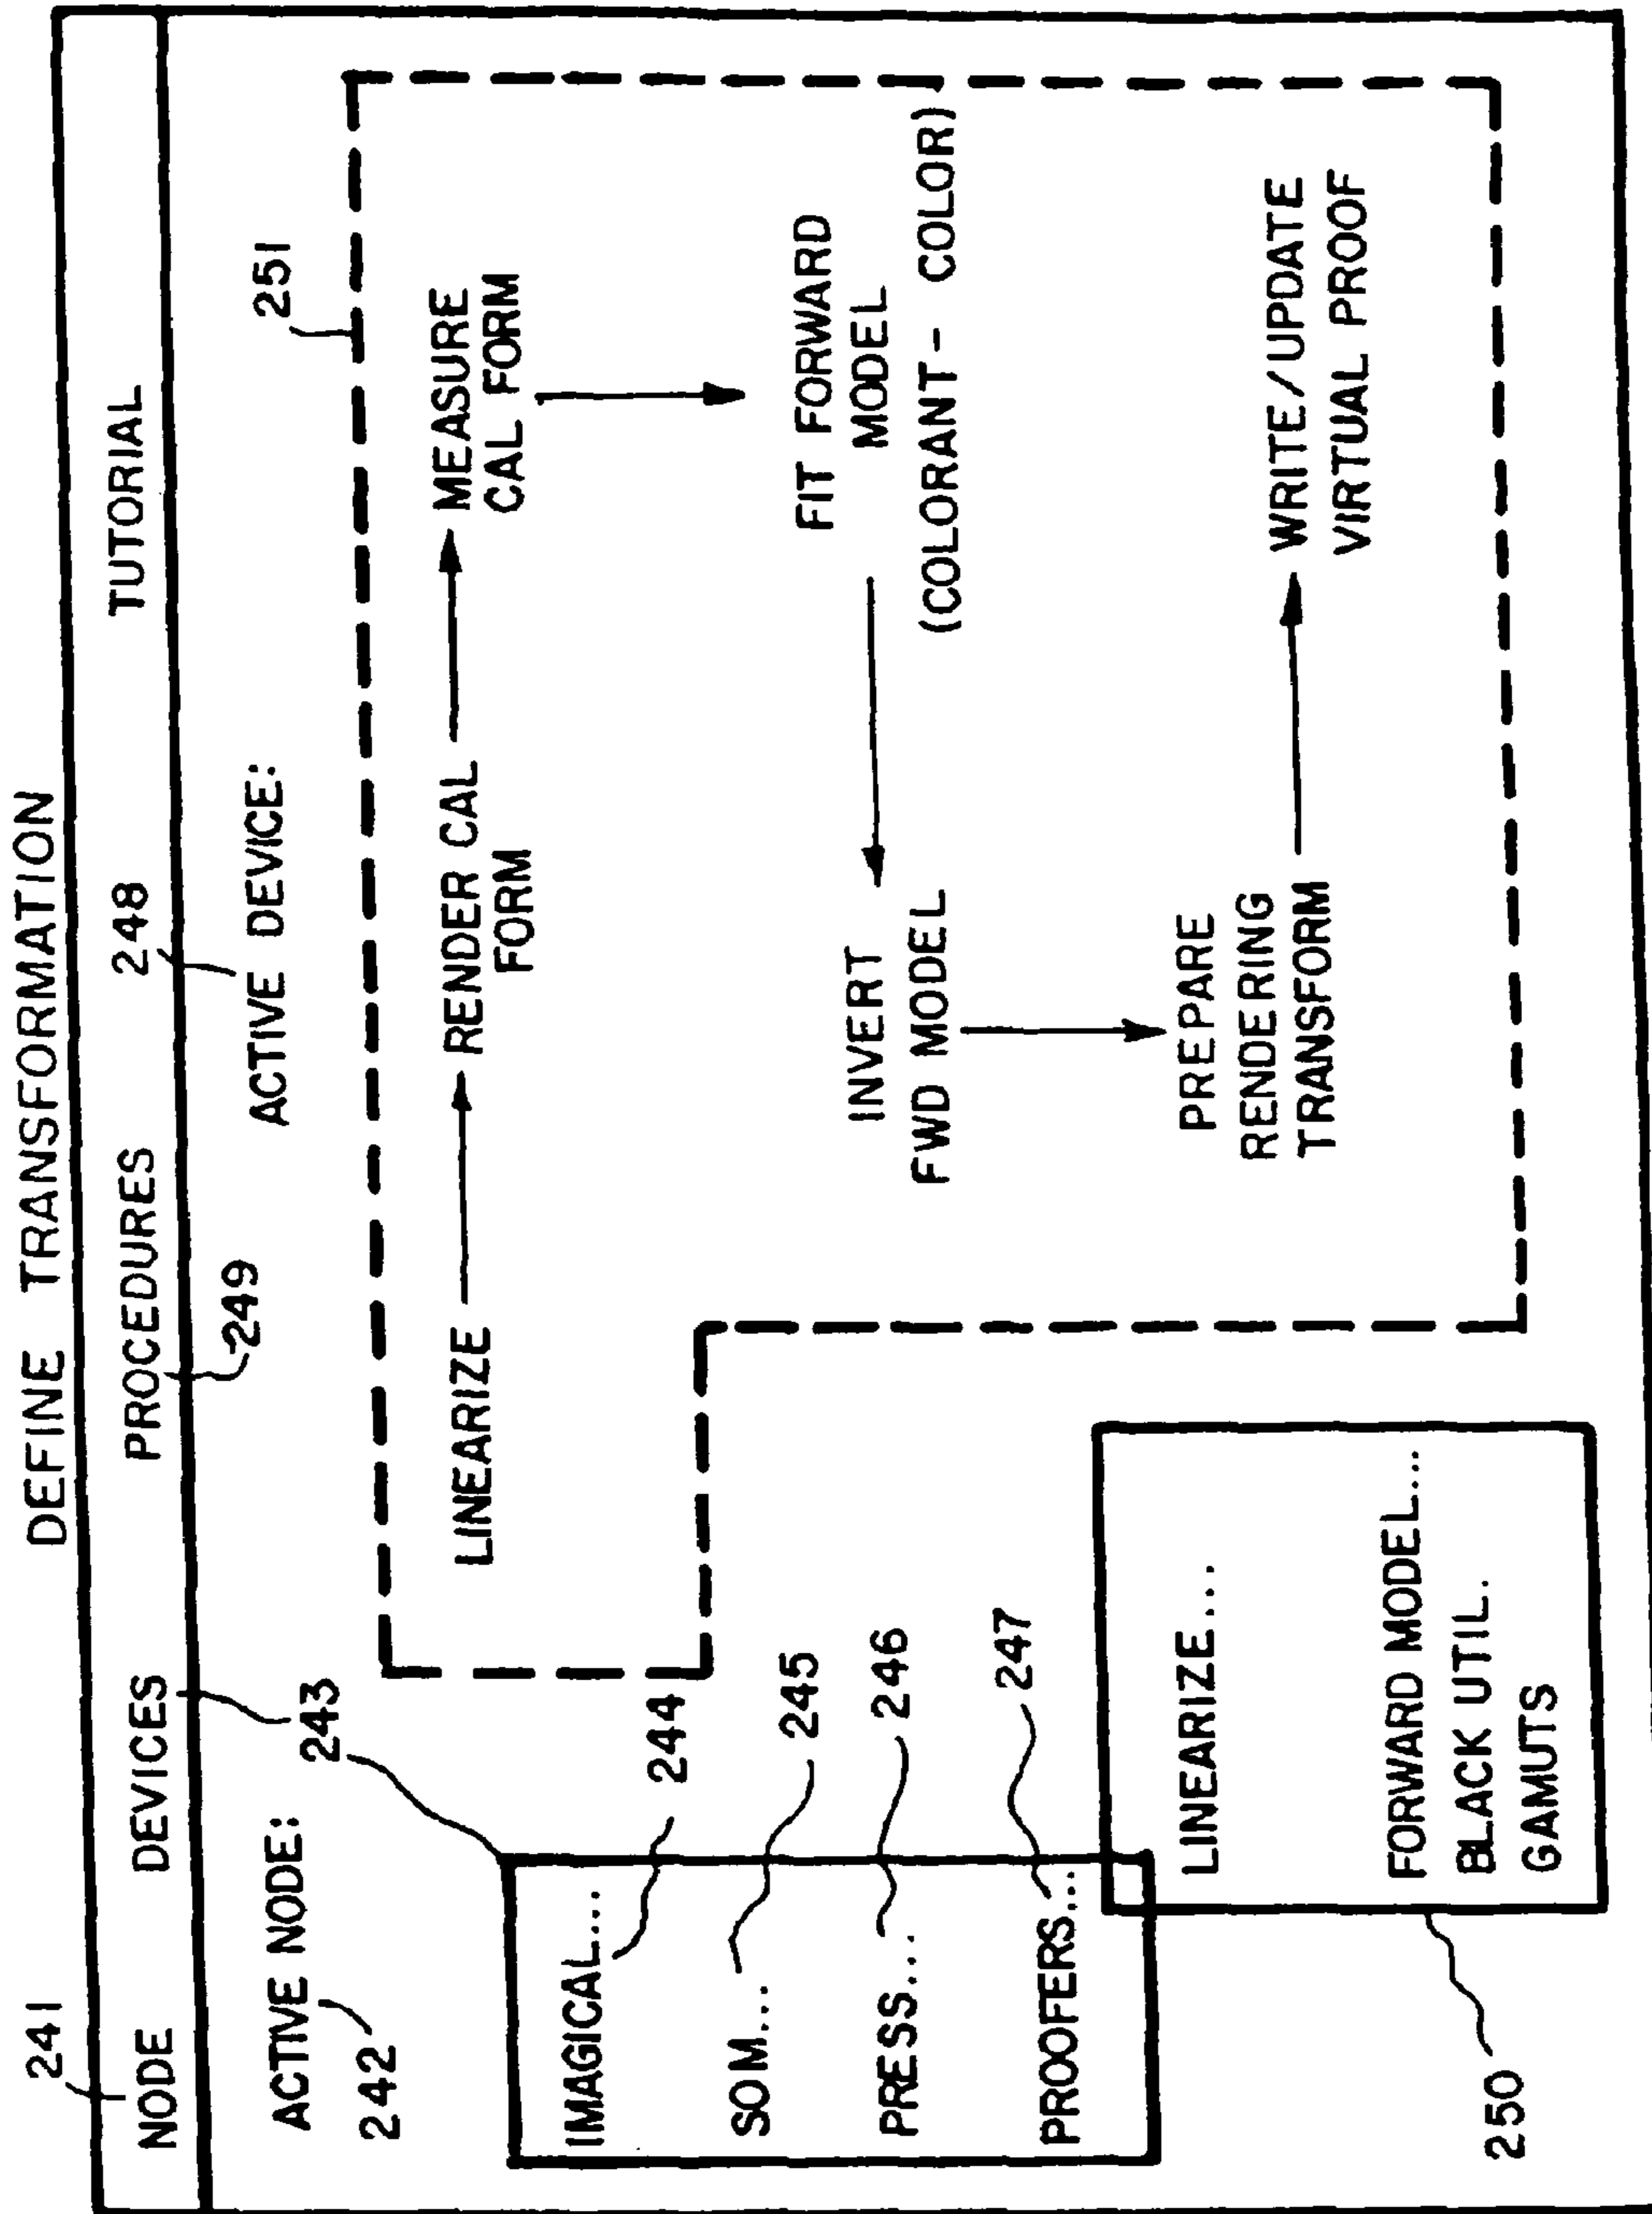 DEFINE TRANSFORMATION
241
NODE
DEVICES
PROCEDURES
248
TUTORIAL
249
ACTIVE NODE:
242
243
ACTIVE DEVICE:
251
IMAGICAL....
244
SOM...
245
PRESS...
246
PROOFERS....
247
LINEARIZE...
FORWARD MODEL...
BLACK UTIL.
GAMUTS
250
LINEARIZE
RENDER CAL
FORM
MEASURE
CAL FORM
FIT FORWARD
MODEL
(COLORANT- COLOR)
INVERT
FWD MODEL
PREPARE
RENDERING
TRANSFORM
WRITE/UPDATE
VIRTUAL PROOF